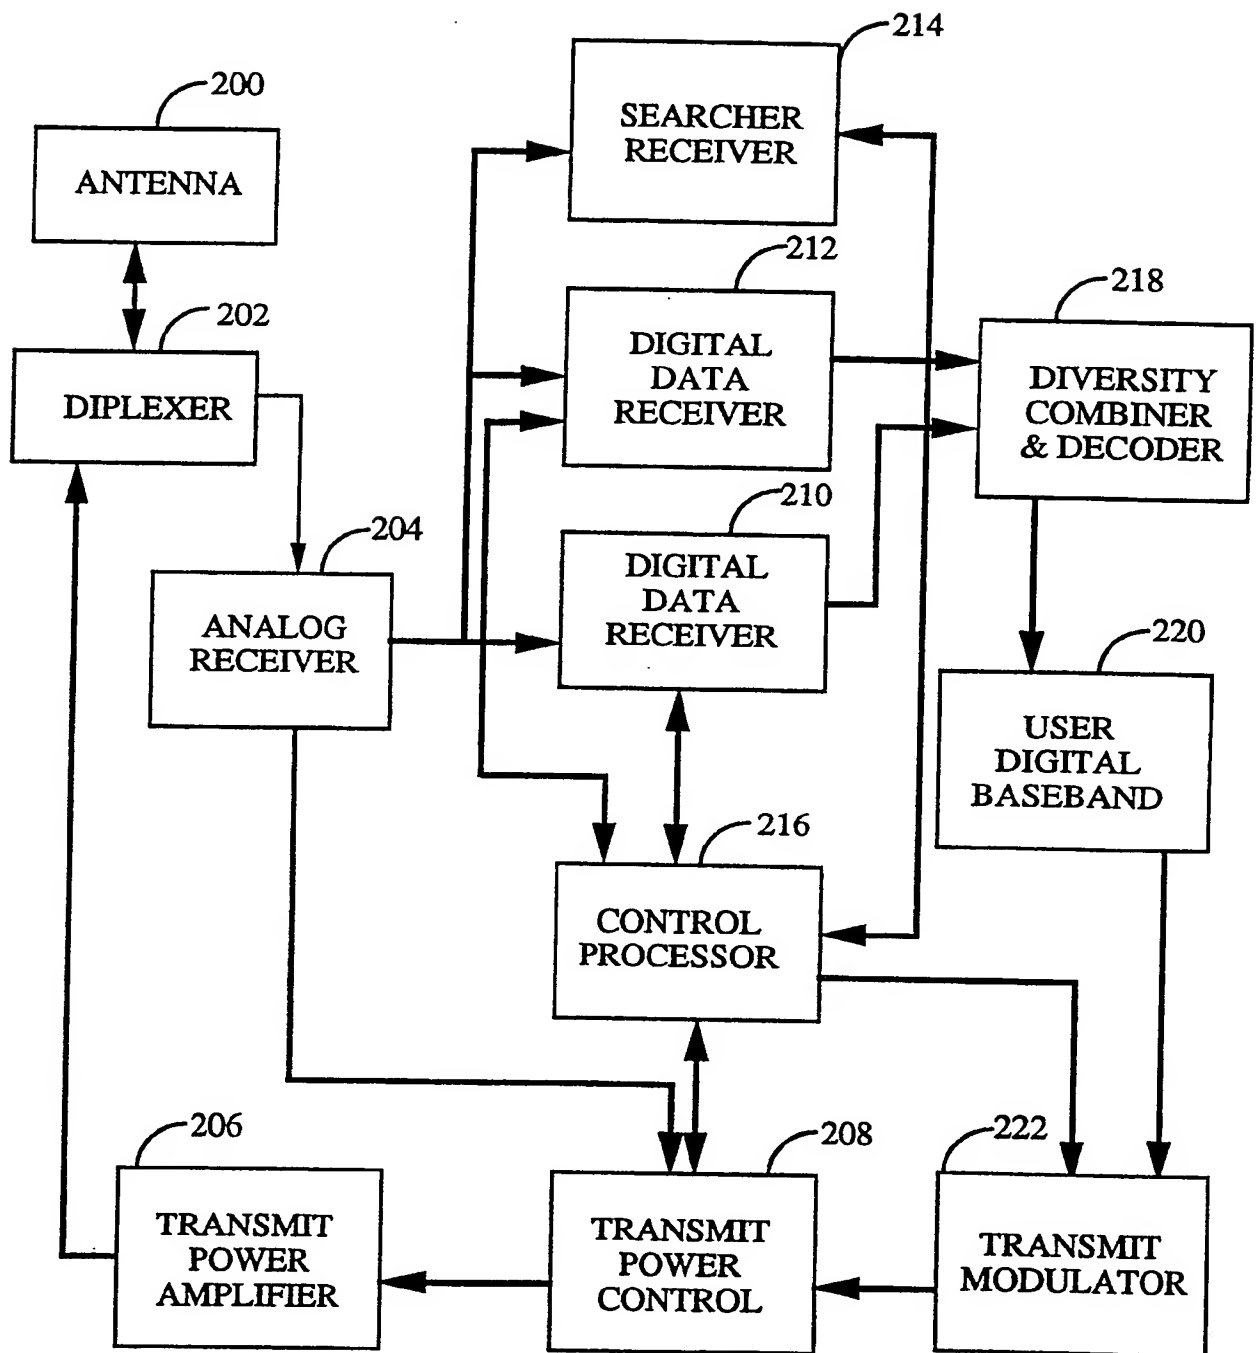 214
200
SEARCHER
RECEIVER
ANTENNA
212
218
202
DIGITAL
DATA
RECEIVER
DIVERSITY
COMBINER
& DECODER
DIPLEXER
210
204
DIGITAL
DATA
RECEIVER
ANALOG
RECEIVER
220
USER
DIGITAL
BASEBAND
216
CONTROL
PROCESSOR
206
208
222
TRANSMIT
POWER
AMPLIFIER
TRANSMIT
POWER
CONTROL
TRANSMIT
MODULATOR